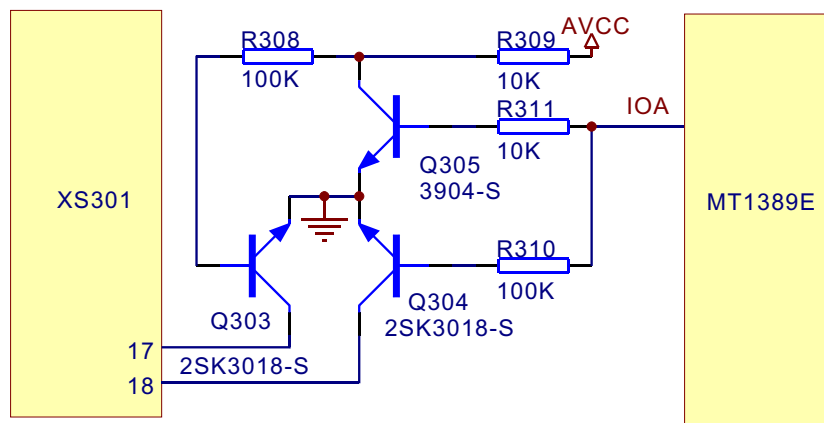 R308
100K
R309
10K
AVCC
R311
10K
IOA
Q305
3904-S
XS301
MT1389E
R310
100K
Q303
2SK3018-S
Q304
2SK3018-S
17
18